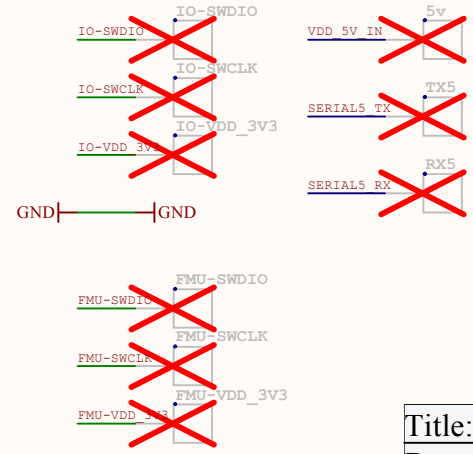 IO-SWDIO
IO-SWDIO
IO-SWCLK
IO-SWCLK
IO-VDD_3V3
IO-VDD_3V3
GND GND
5v
VDD_5V_IN
TX5
SERIAL5_TX
RX5
SERIAL5_RX
FMU-SWDIO
FMU-SWDIO
FMU-SWCLK
FMU-SWCLK
FMU-VDD_3V3
FMU-VDD_3V3
Title: